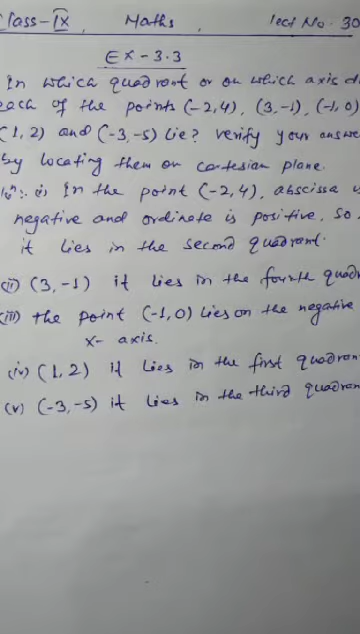 Class-IX, Maths, Lect No. 30
EX-3.3
In which quadrant or on which axis d
each of the points (-2,4), (3,-1), (-1,0)
(1,2) and (-3,-5) lie? verify your answe
by locating them on cartesian plane.
Solⁿ:- (i) In the point (-2,4), abscissa is
negative and ordinate is positive. So
it lies in the second quadrant.
(ii) (3,-1) it lies in the fourth quadr
(iii) the point (-1,0) Lies on the negative
x- axis.
(iv) (1,2) it lies in the first quadran
(v) (-3,-5) it lies in the third quadran